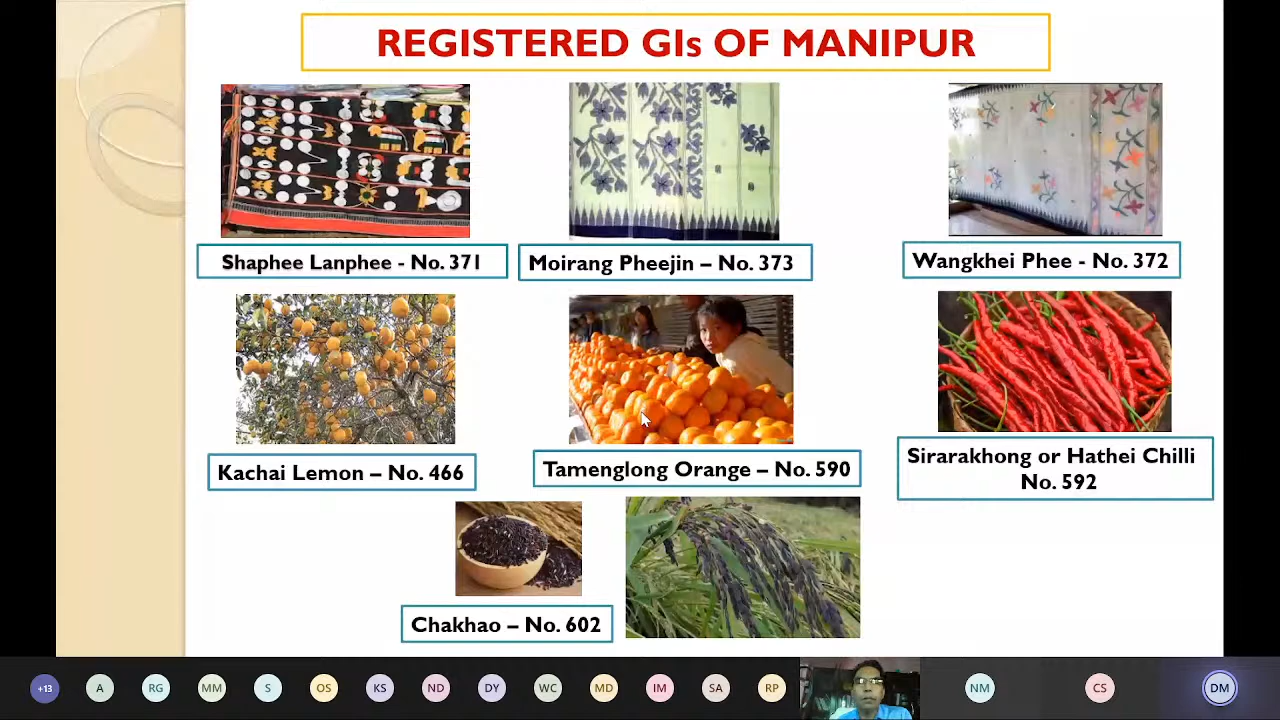 REGISTERED GIs OF MANIPUR
Shaphee Lanphee - No. 371
Moirang Pheejin – No. 373
Wangkhei Phee - No. 372
Kachai Lemon – No. 466
Tamenglong Orange – No. 590
Sirarakhong or Hathei Chilli
No. 592
Chakhao – No. 602
+13
A
RG
MM
S
OS
KS
ND
DY
WC
MD
IM
SA
RP
NM
CS
DM